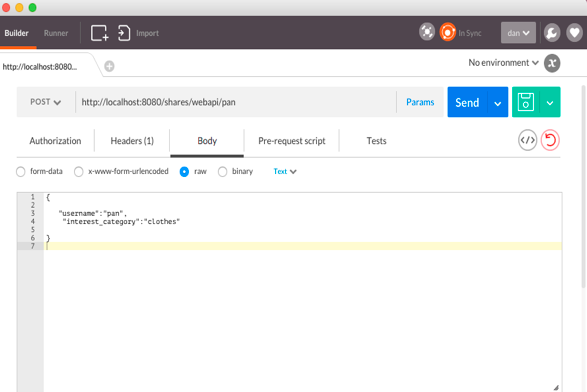 Builder Runner Import In Sync dan
http://localhost:8080... No environment x
POST http://localhost:8080/shares/webapi/pan Params Send
Authorization Headers (1) Body Pre-request script Tests </>
form-data x-www-form-urlencoded raw binary Text
1 {
2
3 "username":"pan",
4 "interest_category":"clothes"
5
6 }
7